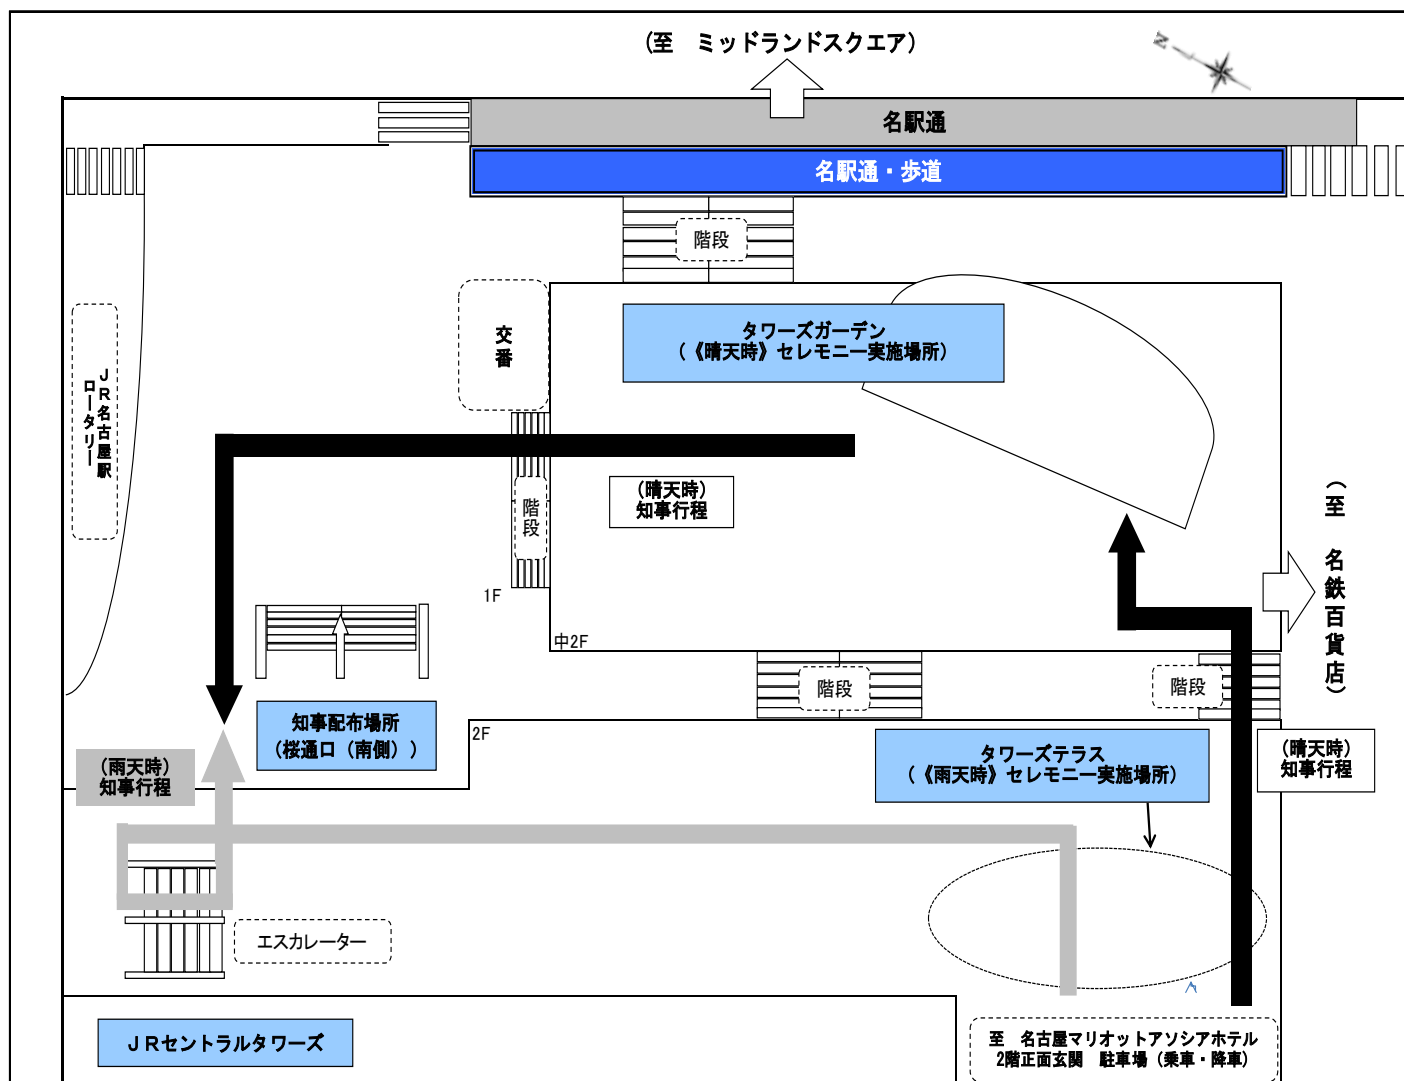 (至　ミッドランドスクエア)
N
名駅通
名駅通・歩道
階段
交番
タワーズガーデン
(《晴天時》セレモニー実施場所)
ＪＲ名古屋駅
ロータリー
(晴天時)
知事行程
階段
(至　名鉄百貨店)
1F
中2F
階段
階段
知事配布場所
(桜通口(南側))
2F
(雨天時)
知事行程
タワーズテラス
(《雨天時》セレモニー実施場所)
(晴天時)
知事行程
エスカレーター
ＪＲセントラルタワーズ
至　名古屋マリオットアソシアホテル
2階正面玄関　駐車場(乗車・降車)